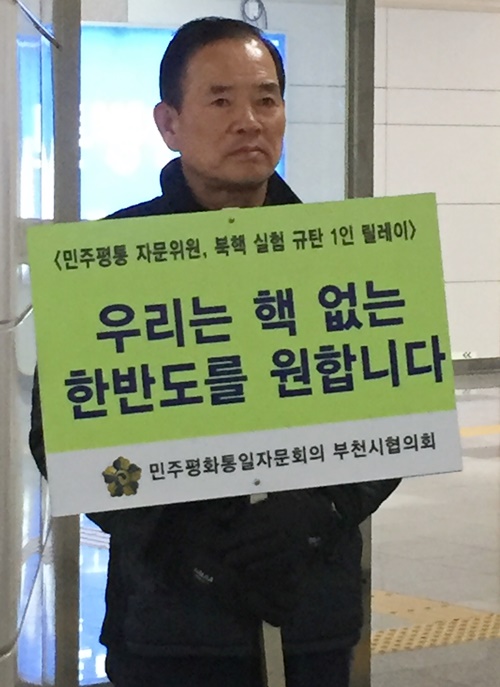 <민주평통 자문위원, 북핵 실험 규탄 1인 릴레이>
우리는 핵 없는
한반도를 원합니다
민주평화통일자문회의 부천시협의회